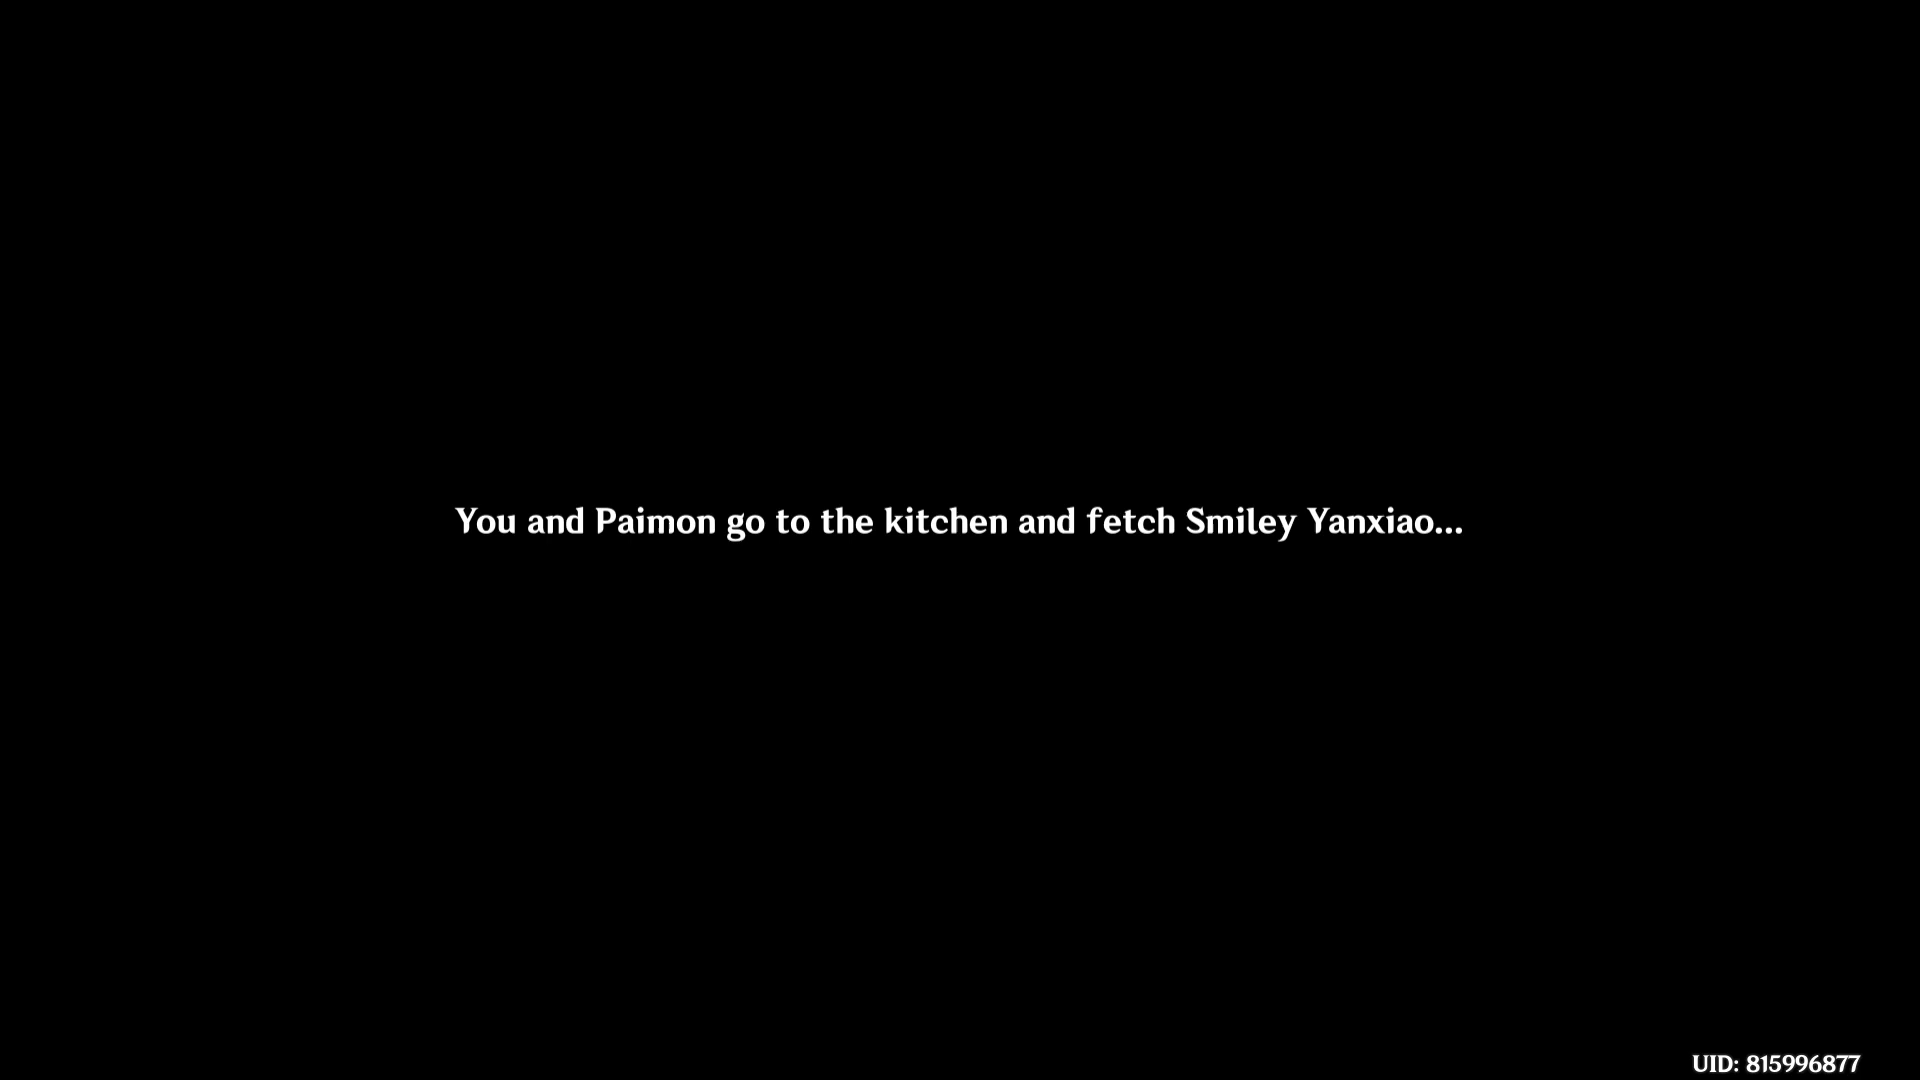 You and Paimon go to the kitchen and fetch Smiley Yanxiao...
UID: 815996877